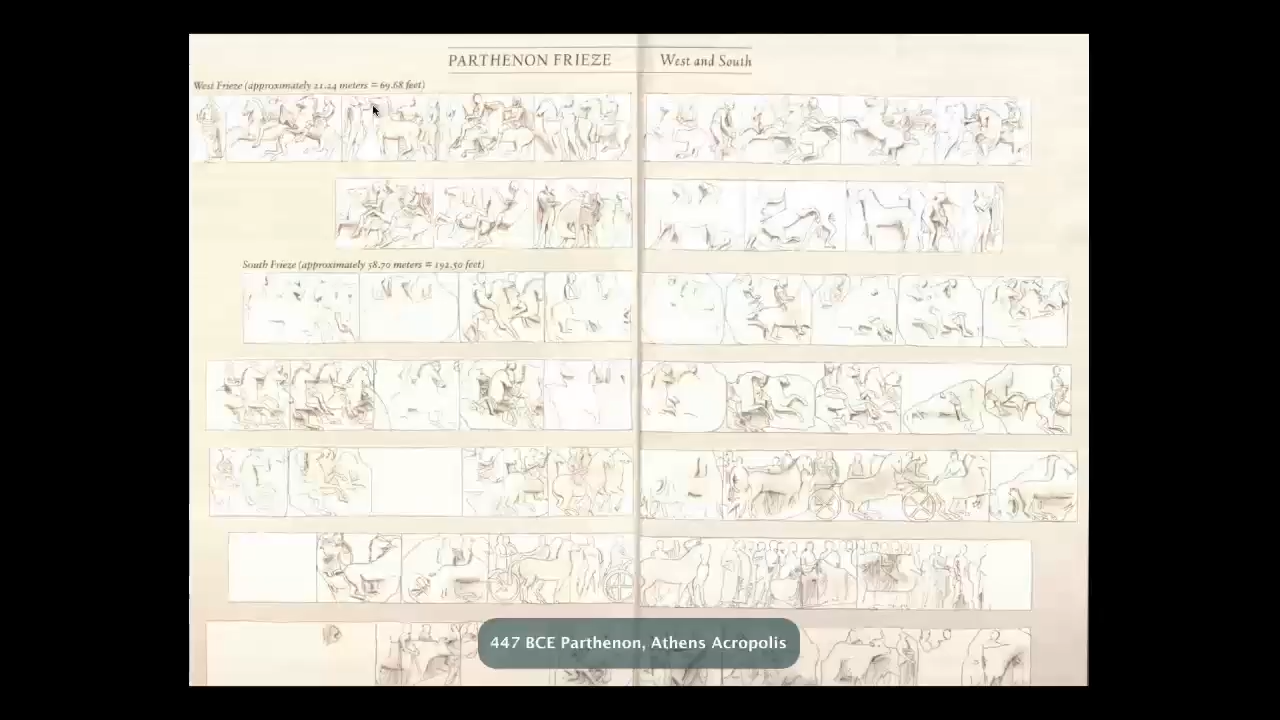 PARTHENON FRIEZE West and South
West Frieze (approximately 21.24 meters = 69.68 feet)
South Frieze (approximately 58.70 meters = 192.50 feet)
447 BCE Parthenon, Athens Acropolis